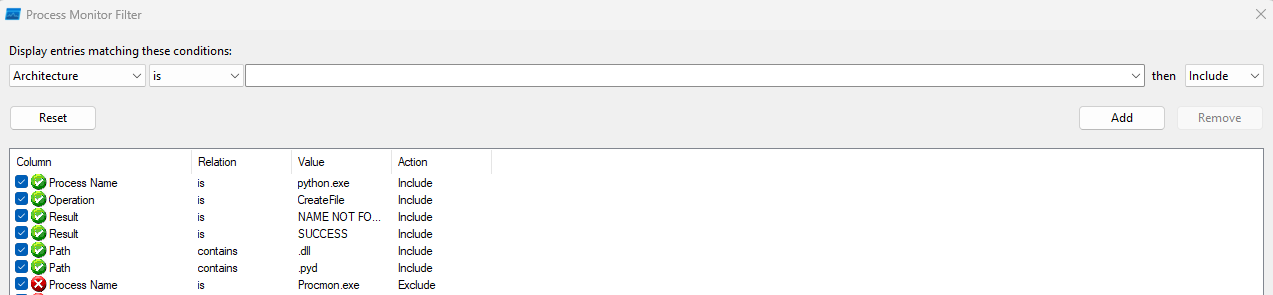 Process Monitor Filter
Display entries matching these conditions:
Architecture is then Include
Reset Add Remove
Column Relation Value Action
Process Name is python.exe Include
Operation is CreateFile Include
Result is NAME NOT FO... Include
Result is SUCCESS Include
Path contains .dll Include
Path contains .pyd Include
Process Name is Procmon.exe Exclude